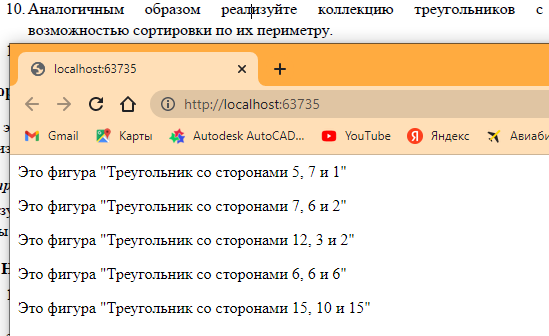 10. Аналогичным образом реализуйте коллекцию треугольников с
возможностью сортировки по их периметру.
localhost:63735
http://localhost:63735
Gmail Карты Autodesk AutoCAD... YouTube Яндекс Авиаби
Это фигура "Треугольник со сторонами 5, 7 и 1"
Это фигура "Треугольник со сторонами 7, 6 и 2"
Это фигура "Треугольник со сторонами 12, 3 и 2"
Это фигура "Треугольник со сторонами 6, 6 и 6"
Это фигура "Треугольник со сторонами 15, 10 и 15"